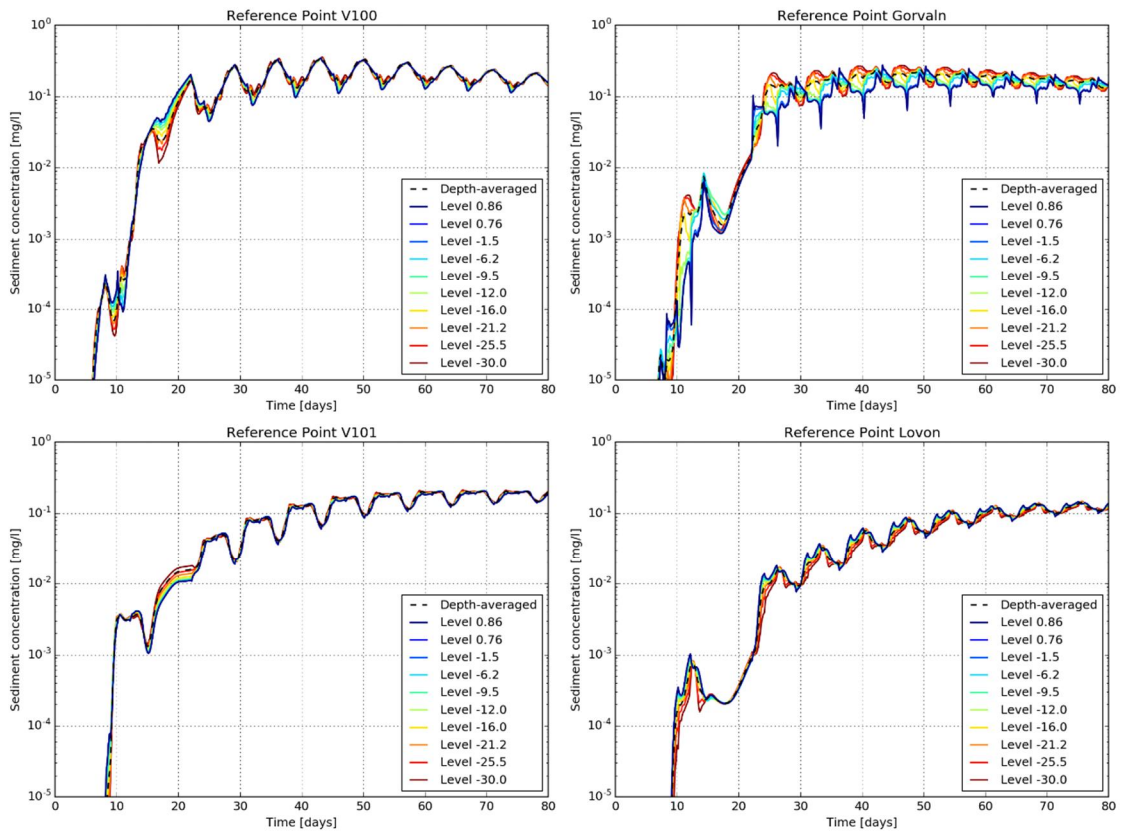 Reference Point V100
Sediment concentration [mg/l]
10^0
10^-1
10^-2
10^-3
10^-4
10^-5
Depth-averaged
Level 0.86
Level 0.76
Level -1.5
Level -6.2
Level -9.5
Level -12.0
Level -16.0
Level -21.2
Level -25.5
Level -30.0
0 10 20 30 40 50 60 70 80
Time [days]
Reference Point Gorvaln
Sediment concentration [mg/l]
10^0
10^-1
10^-2
10^-3
10^-4
10^-5
Depth-averaged
Level 0.86
Level 0.76
Level -1.5
Level -6.2
Level -9.5
Level -12.0
Level -16.0
Level -21.2
Level -25.5
Level -30.0
0 10 20 30 40 50 60 70 80
Time [days]
Reference Point V101
Sediment concentration [mg/l]
10^0
10^-1
10^-2
10^-3
10^-4
10^-5
Depth-averaged
Level 0.86
Level 0.76
Level -1.5
Level -6.2
Level -9.5
Level -12.0
Level -16.0
Level -21.2
Level -25.5
Level -30.0
0 10 20 30 40 50 60 70 80
Time [days]
Reference Point Lovon
Sediment concentration [mg/l]
10^0
10^-1
10^-2
10^-3
10^-4
10^-5
Depth-averaged
Level 0.86
Level 0.76
Level -1.5
Level -6.2
Level -9.5
Level -12.0
Level -16.0
Level -21.2
Level -25.5
Level -30.0
0 10 20 30 40 50 60 70 80
Time [days]